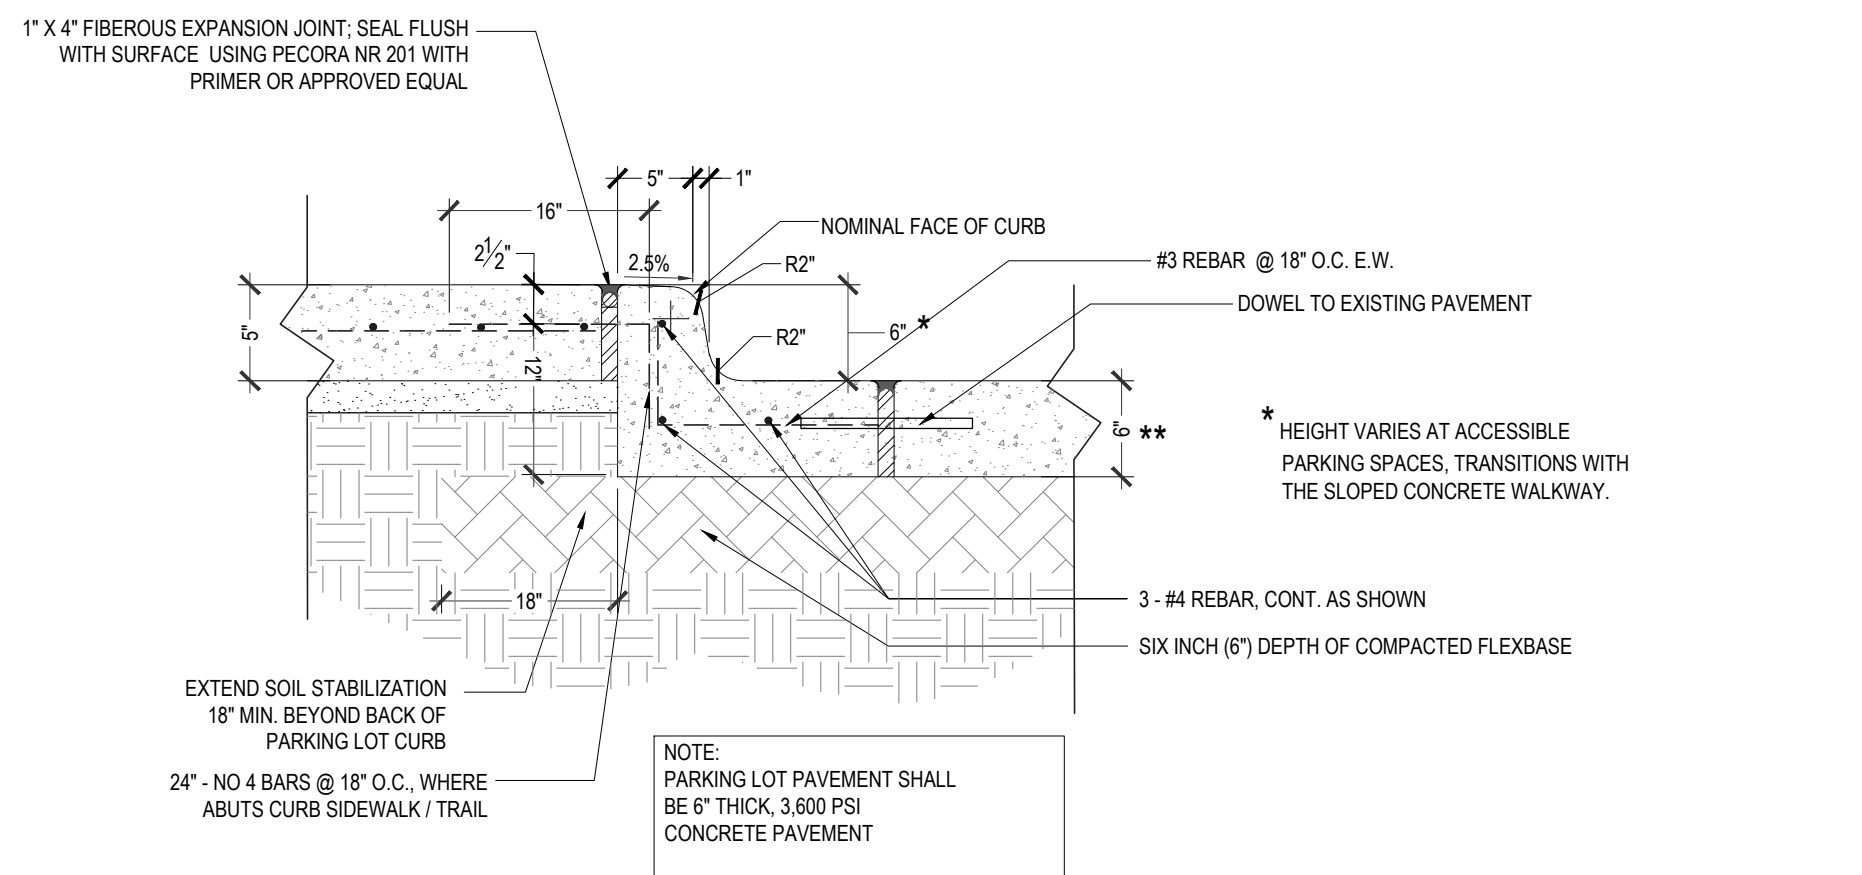 1" X 4" FIBEROUS EXPANSION JOINT; SEAL FLUSH
WITH SURFACE USING PECORA NR 201 WITH
PRIMER OR APPROVED EQUAL
5"
1"
16"
NOMINAL FACE OF CURB
2½"
2.5%
R2"
#3 REBAR @ 18" O.C. E.W.
DOWEL TO EXISTING PAVEMENT
5"
6" *
R2"
12"
6" **
* HEIGHT VARIES AT ACCESSIBLE
PARKING SPACES, TRANSITIONS WITH
THE SLOPED CONCRETE WALKWAY.
18"
3 - #4 REBAR, CONT. AS SHOWN
SIX INCH (6") DEPTH OF COMPACTED FLEXBASE
EXTEND SOIL STABILIZATION
18" MIN. BEYOND BACK OF
PARKING LOT CURB
24" - NO 4 BARS @ 18" O.C., WHERE
ABUTS CURB SIDEWALK / TRAIL
NOTE:
PARKING LOT PAVEMENT SHALL
BE 6" THICK, 3,600 PSI
CONCRETE PAVEMENT